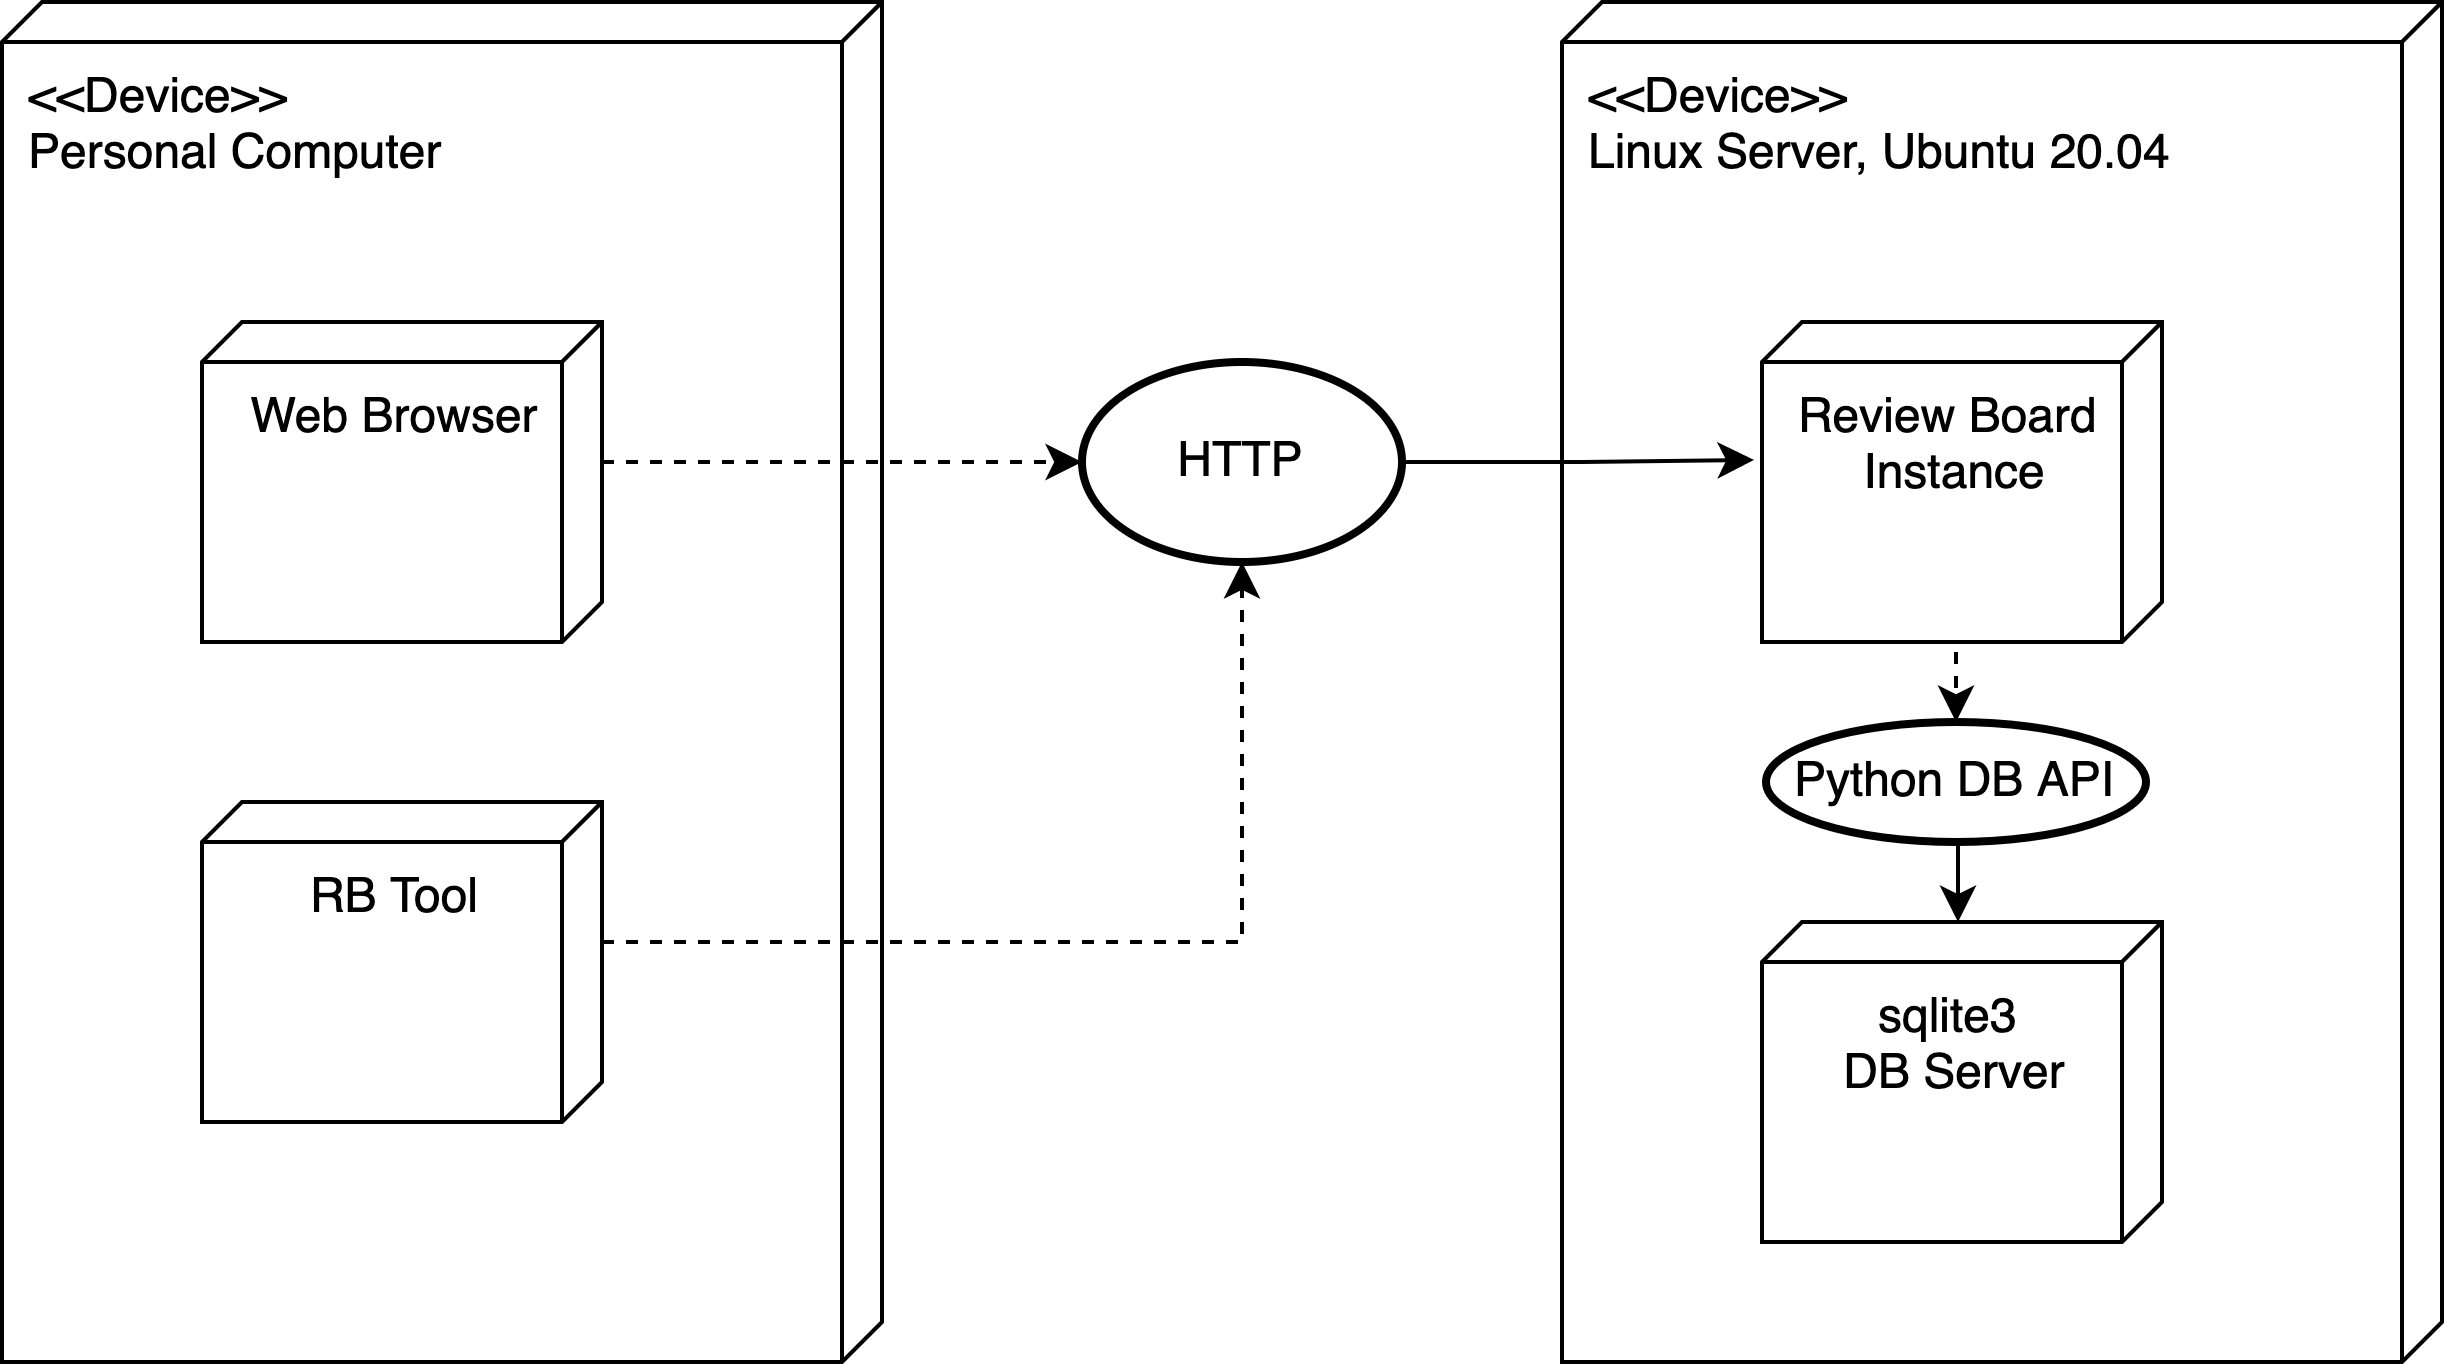 <<Device>>
Personal Computer
Web Browser
RB Tool
HTTP
<<Device>>
Linux Server, Ubuntu 20.04
Review Board
Instance
Python DB API
sqlite3
DB Server